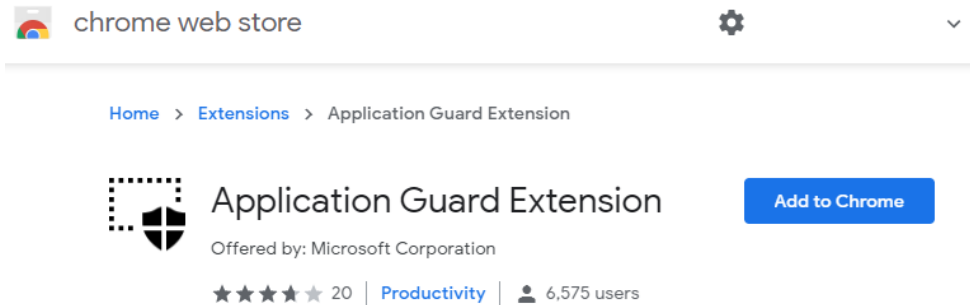 chrome web store
Home > Extensions > Application Guard Extension
Application Guard Extension
Add to Chrome
Offered by: Microsoft Corporation
20 | Productivity | 6,575 users